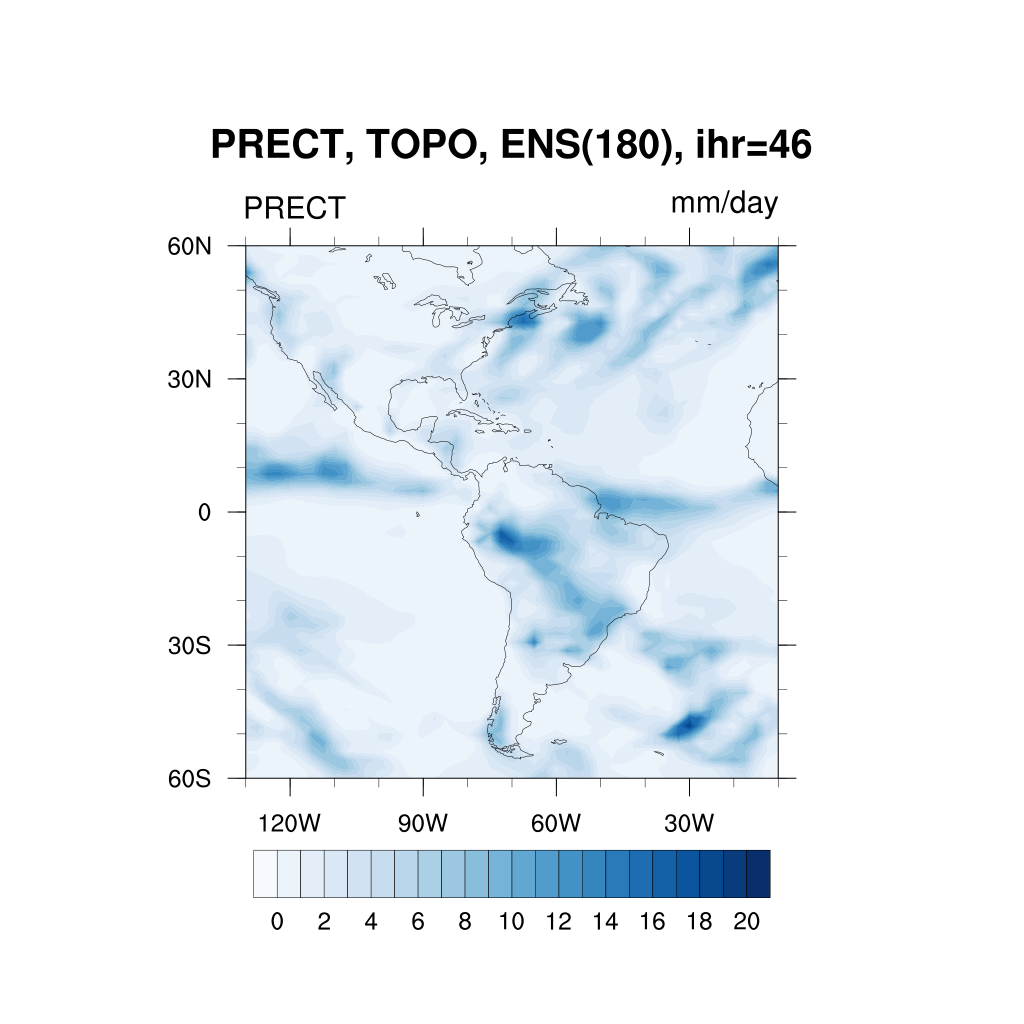 PRECT, TOPO, ENS(180), ihr=46
PRECT mm/day
60N
30N
0
30S
60S
120W 90W 60W 30W
0 2 4 6 8 10 12 14 16 18 20